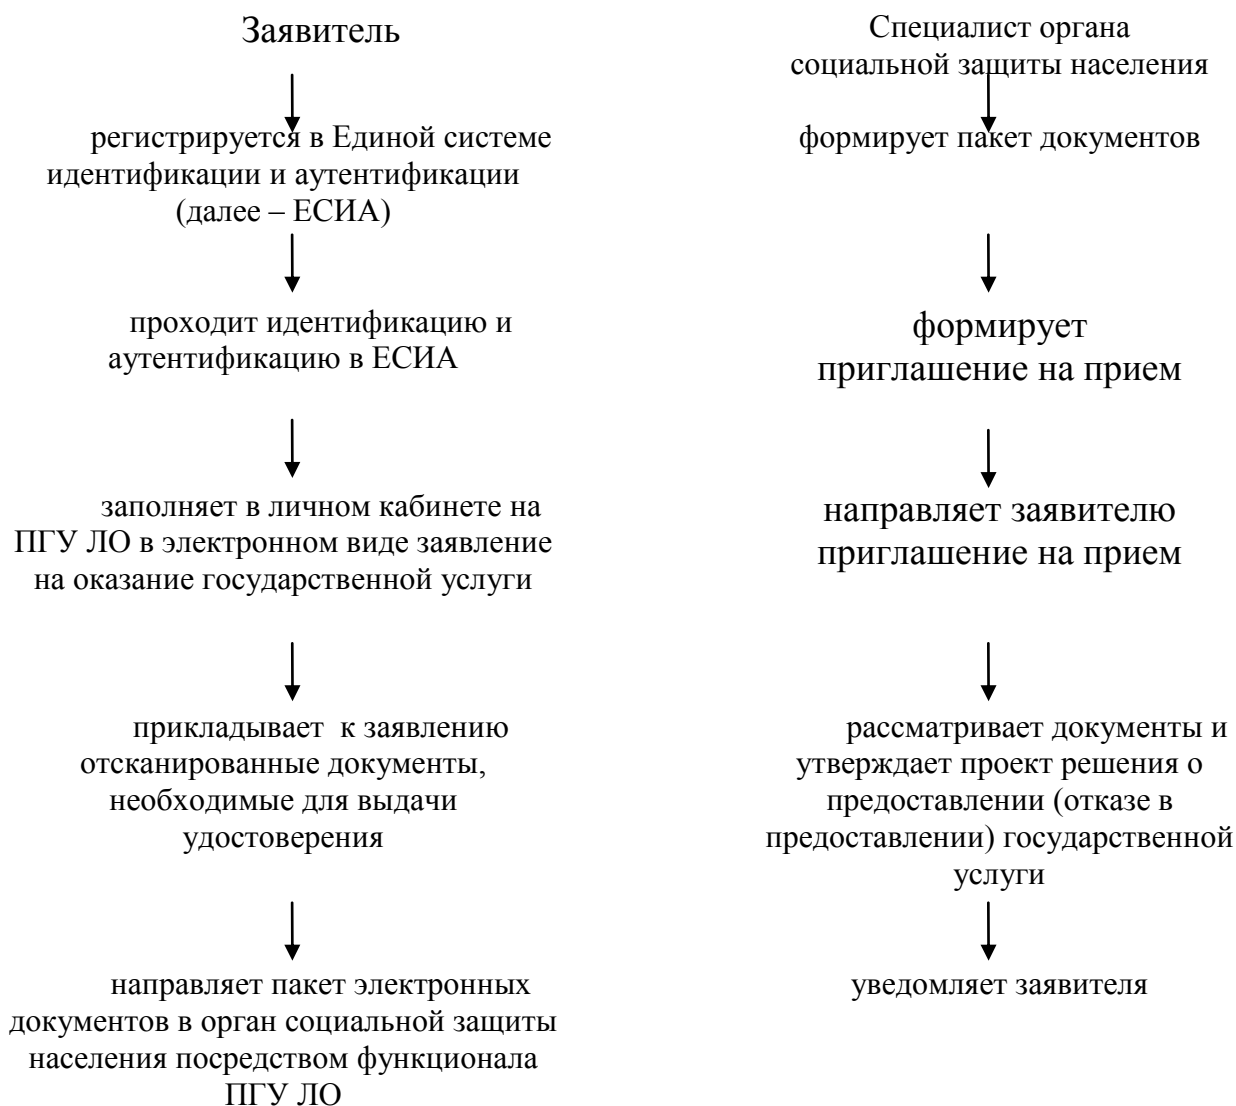 Заявитель
регистрируется в Единой системе
идентификации и аутентификации
(далее – ЕСИА)
проходит идентификацию и
аутентификацию в ЕСИА
заполняет в личном кабинете на
ПГУ ЛО в электронном виде заявление
на оказание государственной услуги
прикладывает к заявлению
отсканированные документы,
необходимые для выдачи
удостоверения
направляет пакет электронных
документов в орган социальной защиты
населения посредством функционала
ПГУ ЛО
Специалист органа
социальной защиты населения
формирует пакет документов
формирует
приглашение на прием
направляет заявителю
приглашение на прием
рассматривает документы и
утверждает проект решения о
предоставлении (отказе в
предоставлении) государственной
услуги
уведомляет заявителя